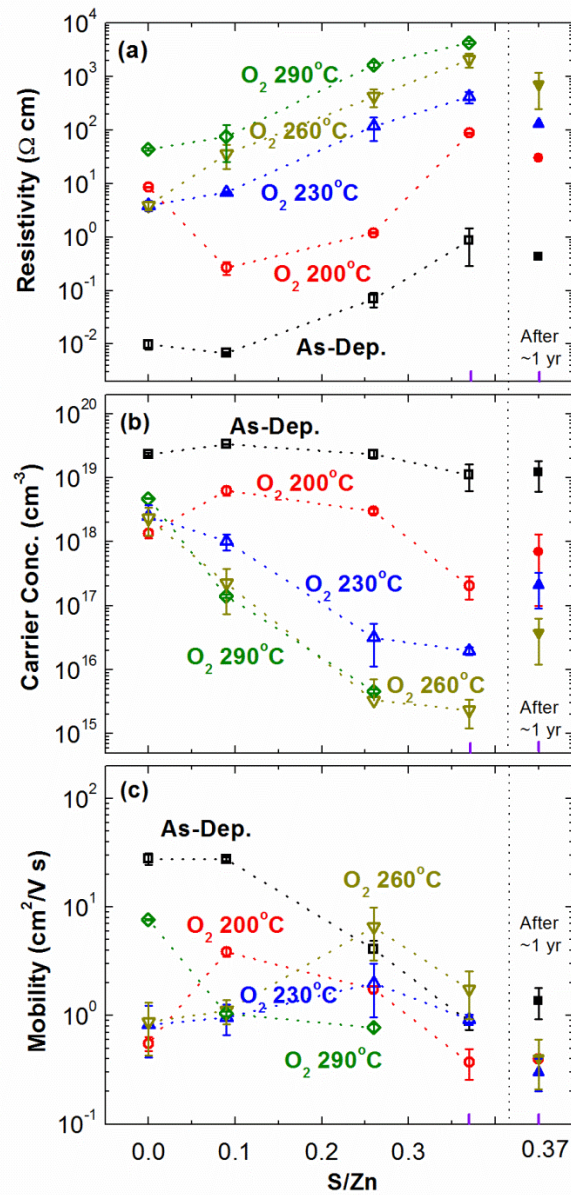 10⁴
(a)
O₂ 290°C
10³
O₂ 260°C
10²
10¹
O₂ 230°C
10⁰
O₂ 200°C
10⁻¹
10⁻²
As-Dep.
After
~1 yr
Resistivity (Ω cm)
10²⁰
(b)
As-Dep.
10¹⁹
O₂ 200°C
10¹⁸
O₂ 230°C
10¹⁷
O₂ 290°C
10¹⁶
O₂ 260°C
10¹⁵
After
~1 yr
Carrier Conc. (cm⁻³)
10²
(c)
As-Dep.
O₂ 260°C
10¹
O₂ 200°C
After
~1 yr
10⁰
O₂ 230°C
O₂ 290°C
10⁻¹
Mobility (cm²/V s)
0.0 0.1 0.2 0.3 0.37
S/Zn